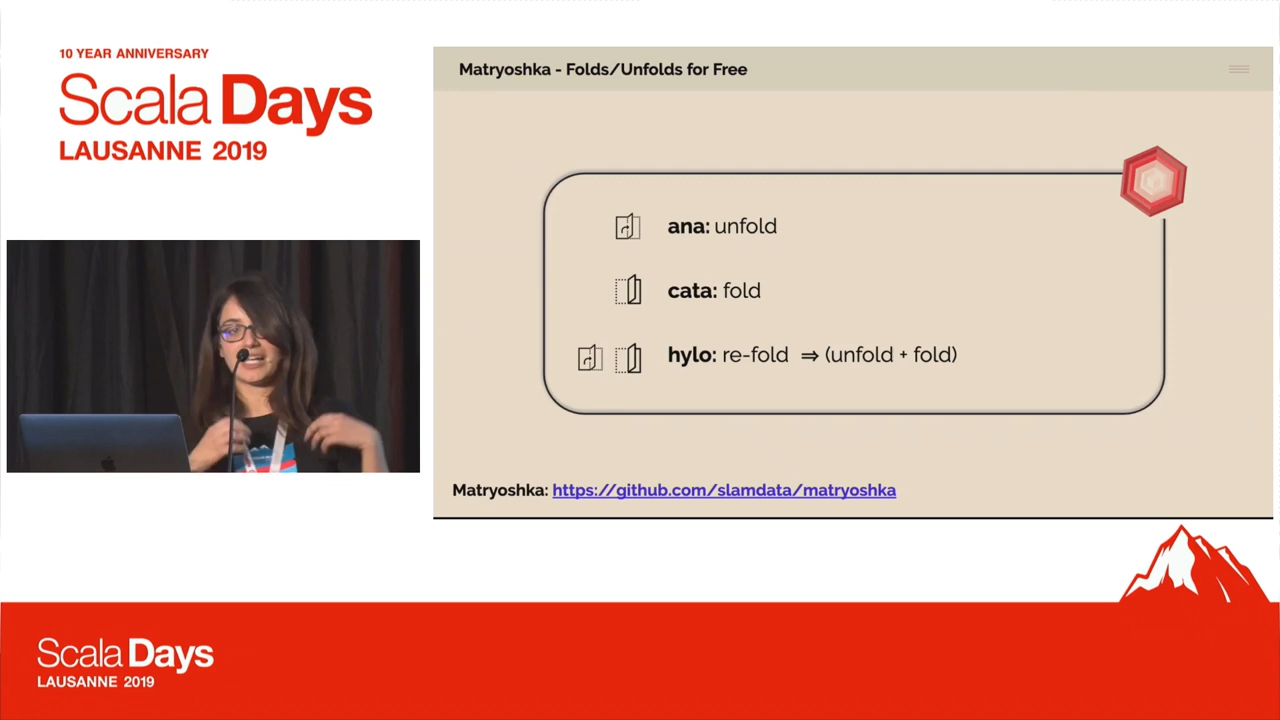 10 YEAR ANNIVERSARY
Scala Days
LAUSANNE 2019
Matryoshka - Folds/Unfolds for Free
ana: unfold
cata: fold
hylo: re-fold ⇒ (unfold + fold)
Matryoshka: https://github.com/slamdata/matryoshka
Scala Days
LAUSANNE 2019